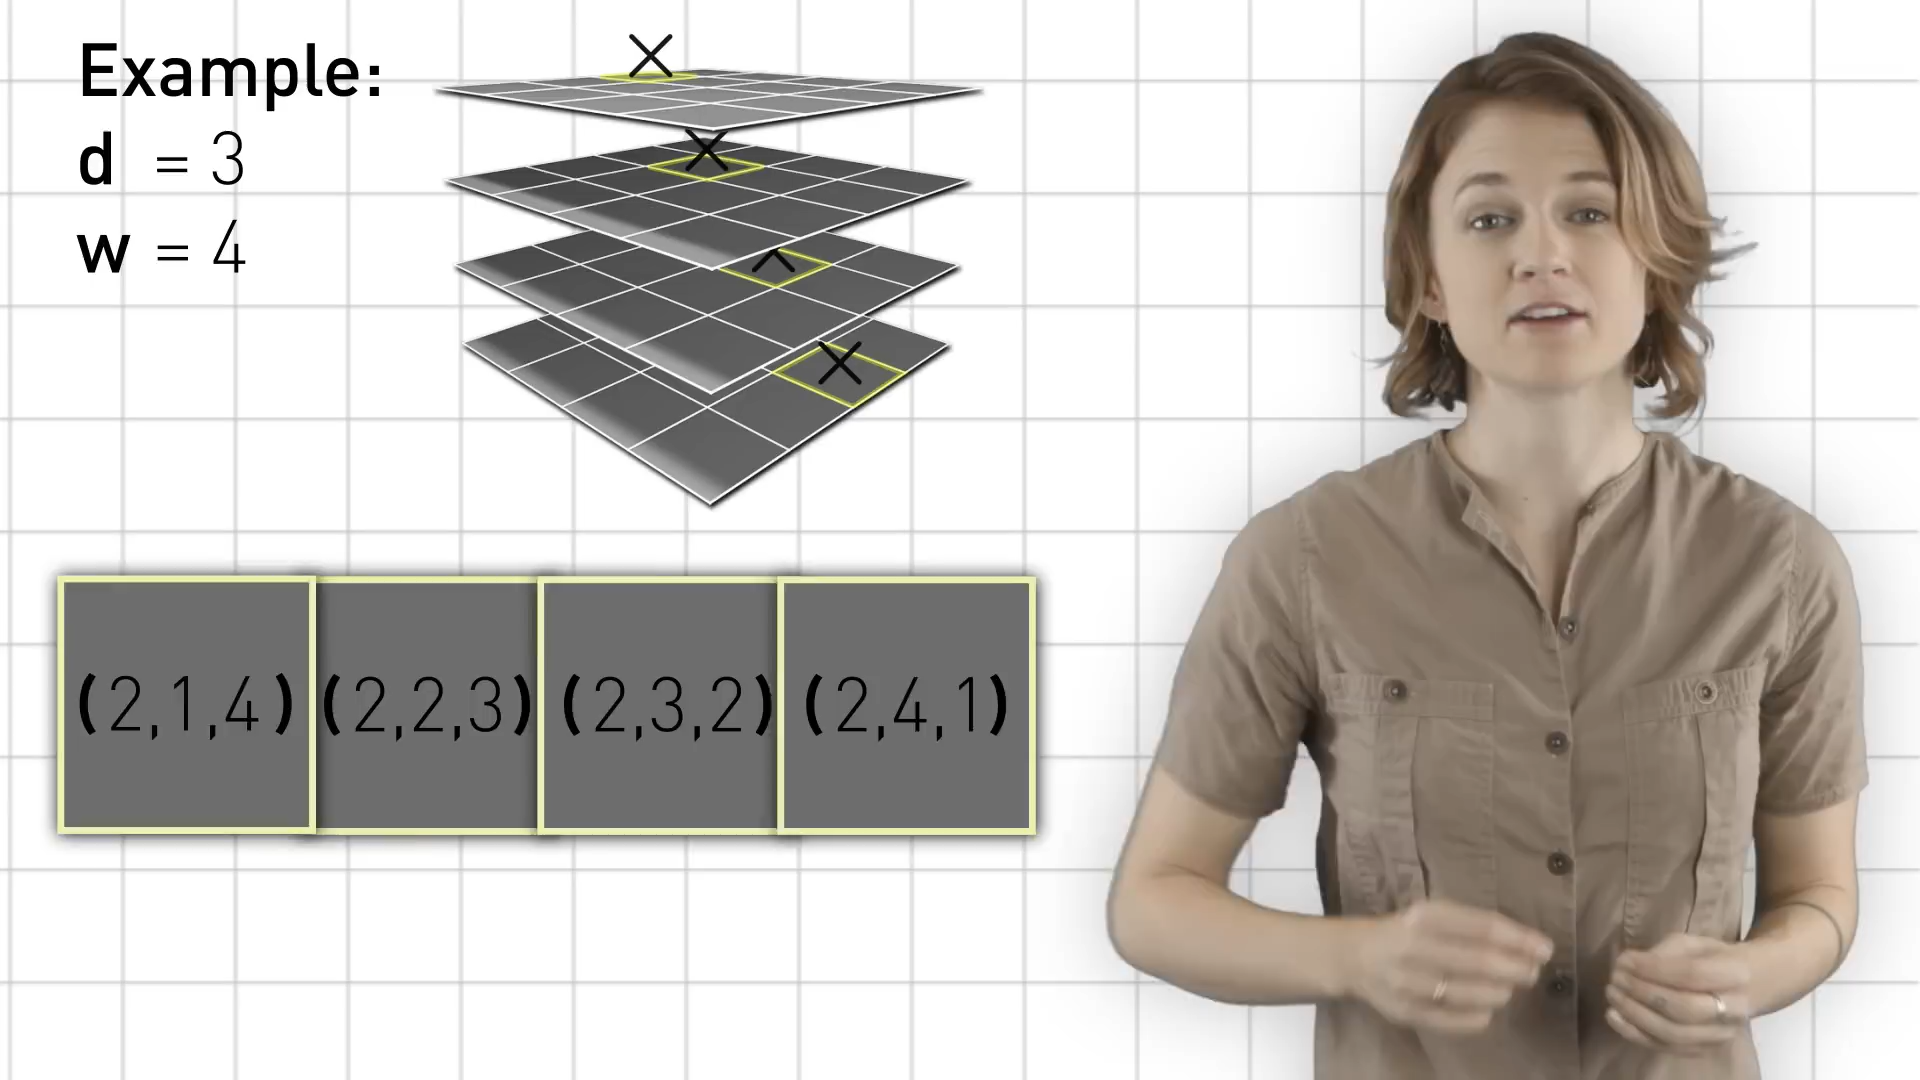 Example:
d = 3
w = 4
(2,1,4) (2,2,3) (2,3,2) (2,4,1)